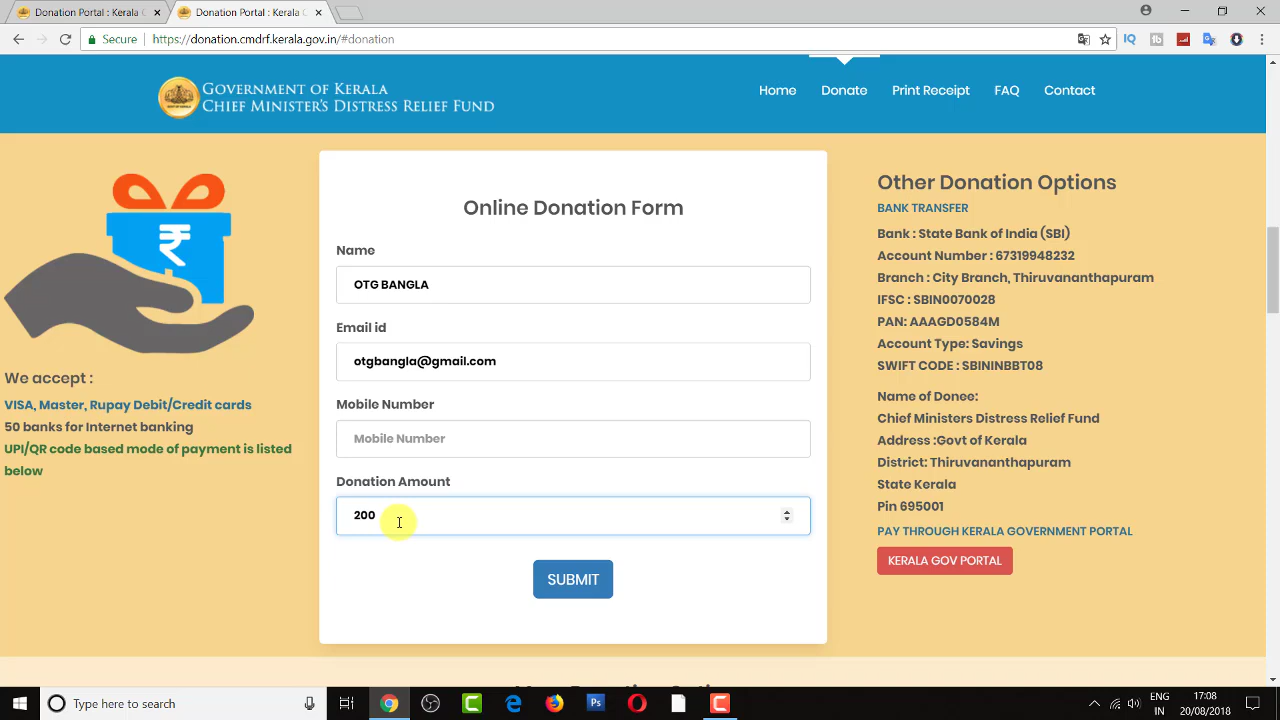 Donation Portal : CMDRF : Kera
Donation Portal : CMDRF : Kera
Secure
https://donation.cmdrf.kerala.gov.in/#donation
GOVERNMENT OF KERALA
CHIEF MINISTER'S DISTRESS RELIEF FUND
Home
Donate
Print Receipt
FAQ
Contact
₹
We accept :
VISA, Master, Rupay Debit/Credit cards
50 banks for Internet banking
UPI/QR code based mode of payment is listed
below
Online Donation Form
Name
OTG BANGLA
Email id
otgbangla@gmail.com
Mobile Number
Mobile Number
Donation Amount
200
SUBMIT
Other Donation Options
BANK TRANSFER
Bank : State Bank of India (SBI)
Account Number : 67319948232
Branch : City Branch, Thiruvananthapuram
IFSC : SBIN0070028
PAN: AAAGD0584M
Account Type: Savings
SWIFT CODE : SBININBBT08
Name of Donee:
Chief Ministers Distress Relief Fund
Address :Govt of Kerala
District: Thiruvananthapuram
State Kerala
Pin 695001
PAY THROUGH KERALA GOVERNMENT PORTAL
KERALA GOV PORTAL
Type here to search
ENG
IN
17:08
20/08/2018